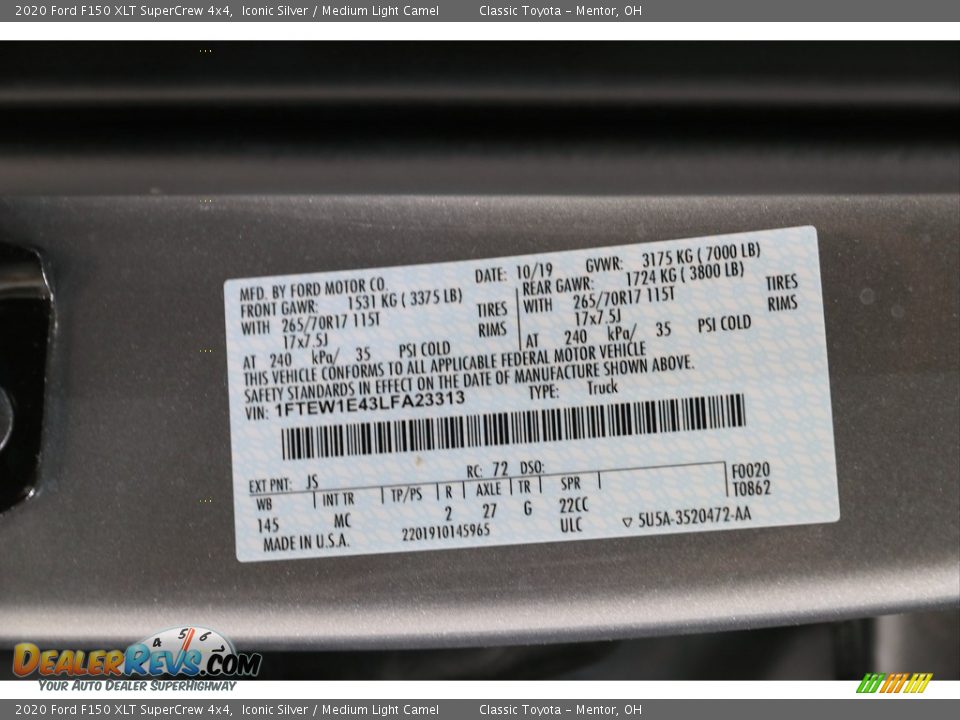 2020 Ford F150 XLT SuperCrew 4x4, Iconic Silver / Medium Light Camel Classic Toyota – Mentor, OH
MFD. BY FORD MOTOR CO. DATE: 10/19 GVWR: 3175 KG ( 7000 LB)
FRONT GAWR: 1531 KG ( 3375 LB) REAR GAWR: 1724 KG ( 3800 LB)
WITH 265/70R17 115T TIRES WITH 265/70R17 115T TIRES
17x7.5J RIMS 17x7.5J RIMS
AT 240 kPa/ 35 PSI COLD AT 240 kPa/ 35 PSI COLD
THIS VEHICLE CONFORMS TO ALL APPLICABLE FEDERAL MOTOR VEHICLE
SAFETY STANDARDS IN EFFECT ON THE DATE OF MANUFACTURE SHOWN ABOVE.
VIN: 1FTEW1E43LFA23313 TYPE: Truck
EXT PNT: JS RC: 72 DSO: F0020
WB INT TR TP/PS R AXLE TR SPR T0862
145 MC 2 27 G 22CC
MADE IN U.S.A. 2201910145965 ULC ▽ 5U5A-3520472-AA
4 5 6
DEALERREVS.COM
YOUR AUTO DEALER SUPERHIGHWAY
2020 Ford F150 XLT SuperCrew 4x4, Iconic Silver / Medium Light Camel Classic Toyota – Mentor, OH